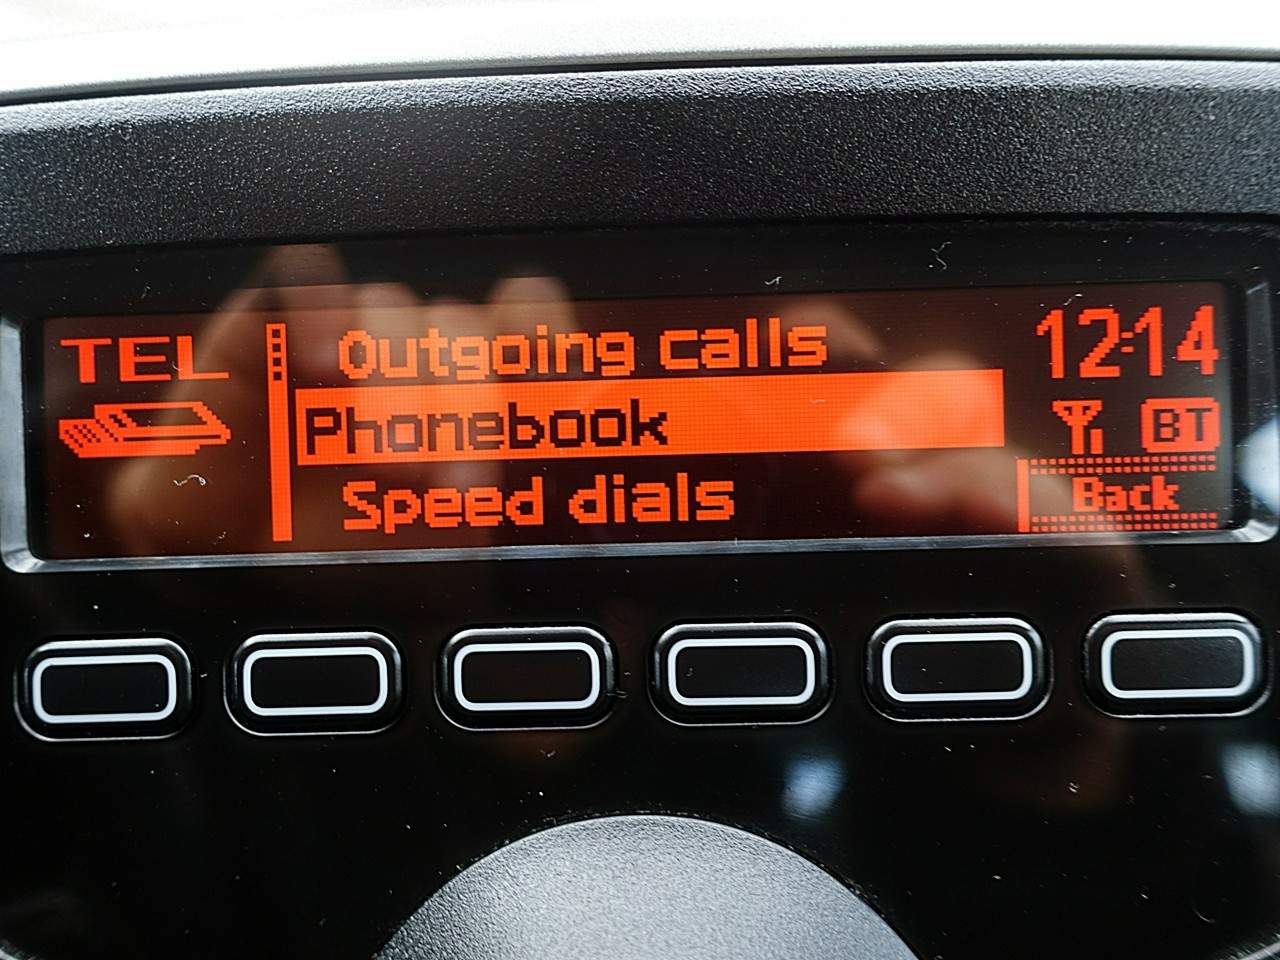 TEL
Outgoing calls
Phonebook
Speed dials
12:14
BT
Back